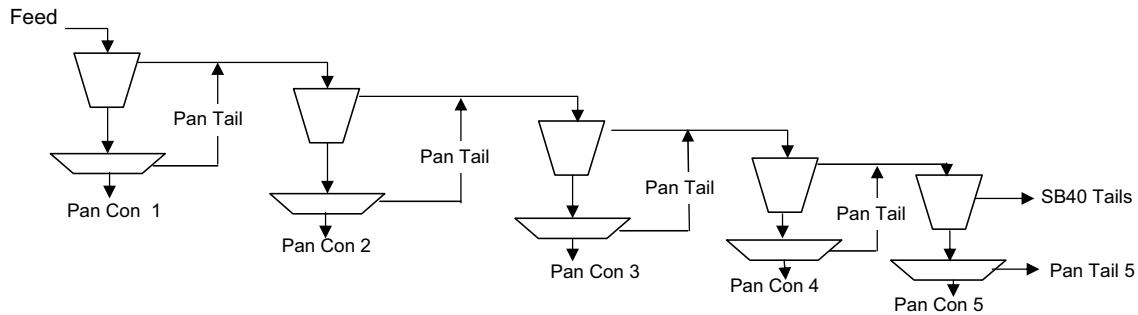 Feed
Pan Tail
Pan Con 1
Pan Tail
Pan Con 2
Pan Tail
Pan Con 3
Pan Tail
Pan Con 4
SB40 Tails
Pan Tail 5
Pan Con 5